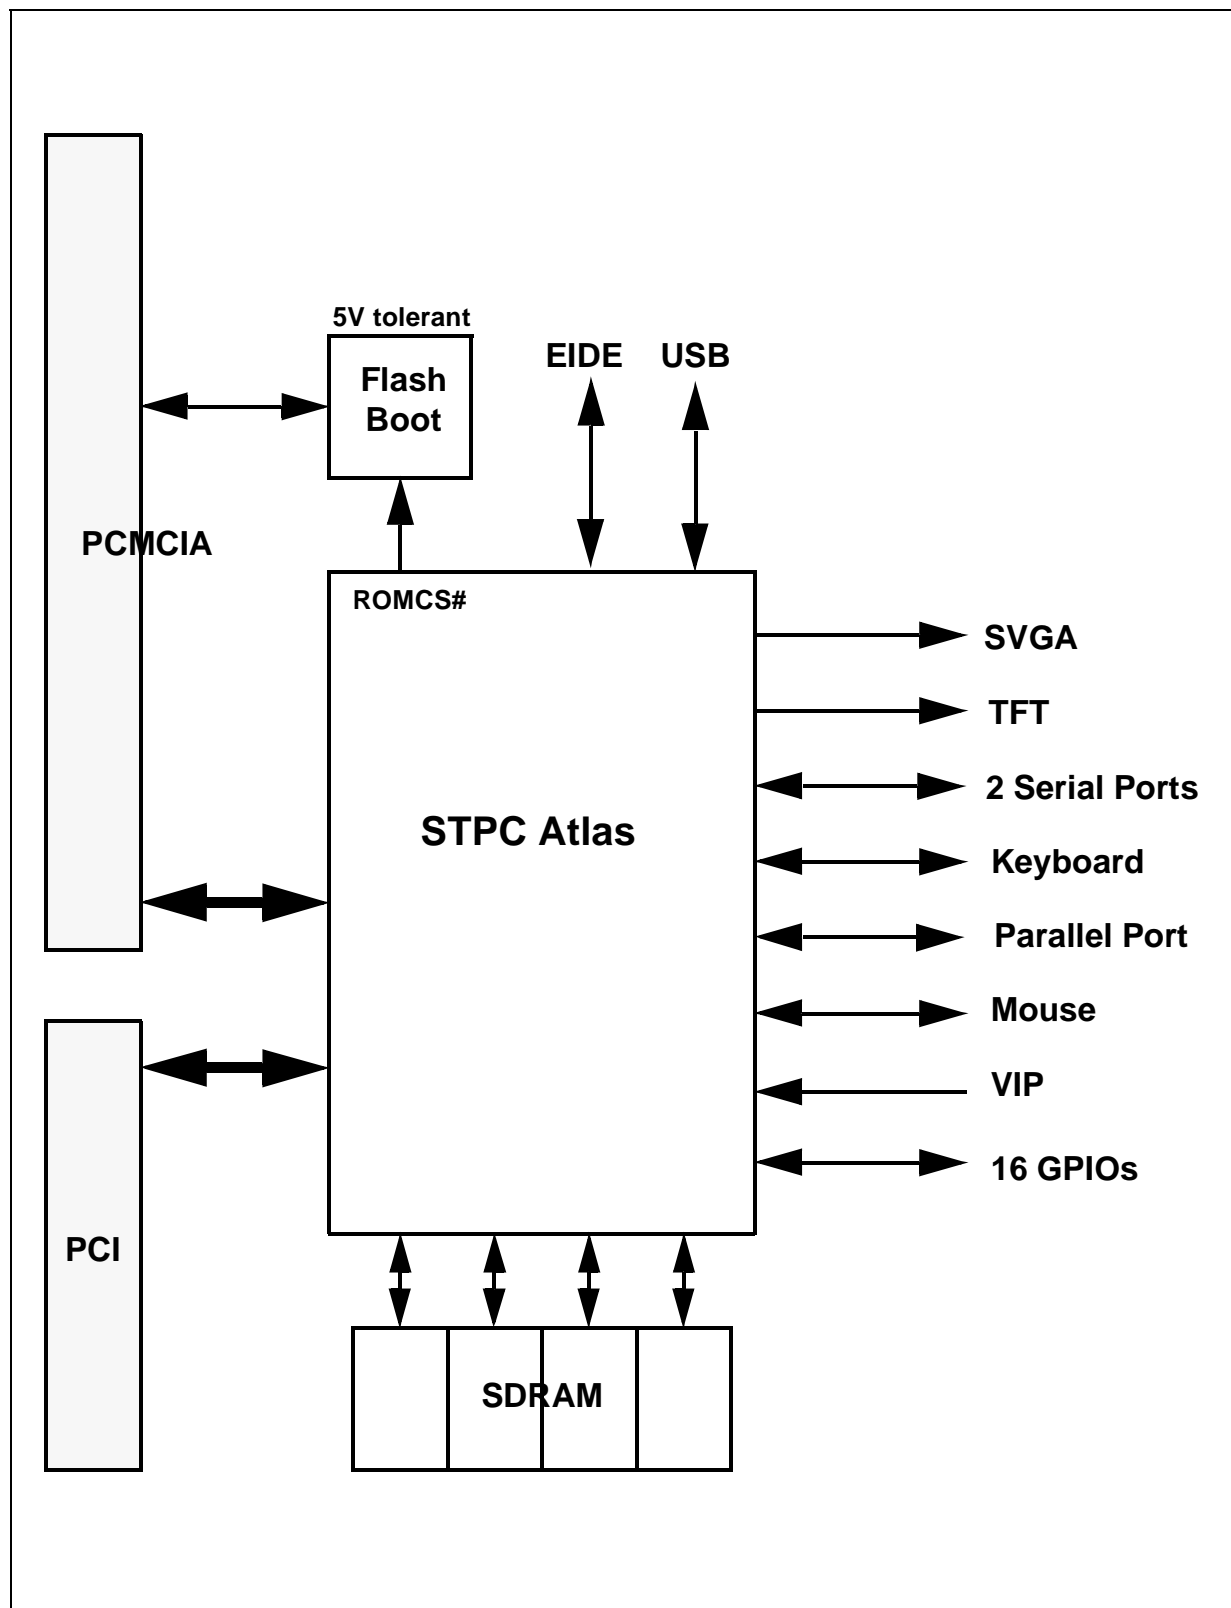 5V tolerant
Flash
Boot
EIDE
USB
PCMCIA
ROMCS#
SVGA
TFT
STPC Atlas
2 Serial Ports
Keyboard
Parallel Port
Mouse
VIP
16 GPIOs
PCI
SDRAM